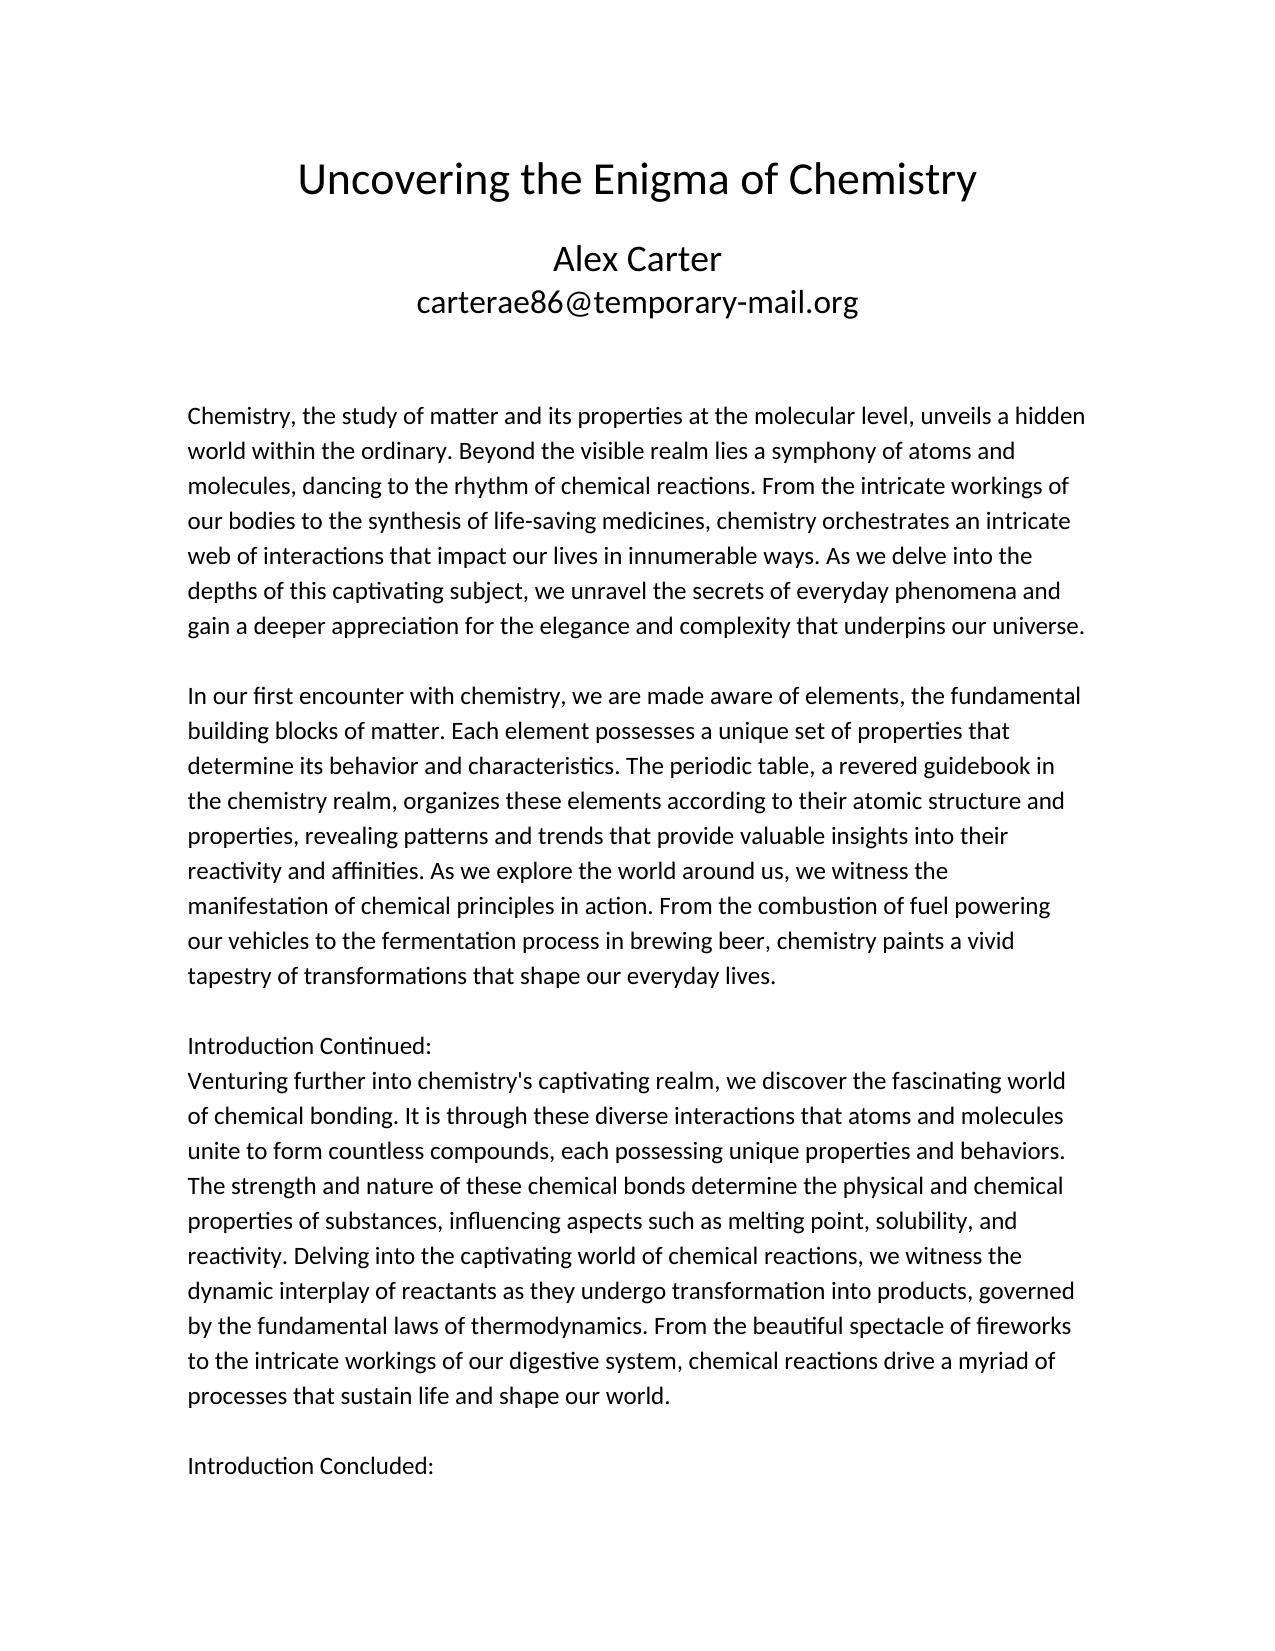 Uncovering the Enigma of Chemistry
Alex Carter
carterae86@temporary-mail.org
Chemistry, the study of matter and its properties at the molecular level, unveils a hidden
world within the ordinary. Beyond the visible realm lies a symphony of atoms and
molecules, dancing to the rhythm of chemical reactions. From the intricate workings of
our bodies to the synthesis of life-saving medicines, chemistry orchestrates an intricate
web of interactions that impact our lives in innumerable ways. As we delve into the
depths of this captivating subject, we unravel the secrets of everyday phenomena and
gain a deeper appreciation for the elegance and complexity that underpins our universe.
In our first encounter with chemistry, we are made aware of elements, the fundamental
building blocks of matter. Each element possesses a unique set of properties that
determine its behavior and characteristics. The periodic table, a revered guidebook in
the chemistry realm, organizes these elements according to their atomic structure and
properties, revealing patterns and trends that provide valuable insights into their
reactivity and affinities. As we explore the world around us, we witness the
manifestation of chemical principles in action. From the combustion of fuel powering
our vehicles to the fermentation process in brewing beer, chemistry paints a vivid
tapestry of transformations that shape our everyday lives.
Introduction Continued:
Venturing further into chemistry's captivating realm, we discover the fascinating world
of chemical bonding. It is through these diverse interactions that atoms and molecules
unite to form countless compounds, each possessing unique properties and behaviors.
The strength and nature of these chemical bonds determine the physical and chemical
properties of substances, influencing aspects such as melting point, solubility, and
reactivity. Delving into the captivating world of chemical reactions, we witness the
dynamic interplay of reactants as they undergo transformation into products, governed
by the fundamental laws of thermodynamics. From the beautiful spectacle of fireworks
to the intricate workings of our digestive system, chemical reactions drive a myriad of
processes that sustain life and shape our world.
Introduction Concluded: